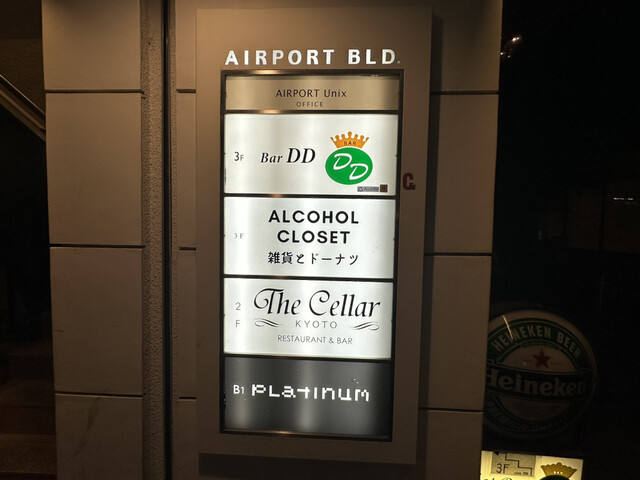 AIRPORT BLD.
AIRPORT Unix
OFFICE
3F Bar DD
BAR
DD
3F
ALCOHOL
CLOSET
雑貨とドーナツ
2
F
The Cellar
KYOTO
RESTAURANT & BAR
B1 PLATINUM
HEINEKEN BEER
Heineken
3F